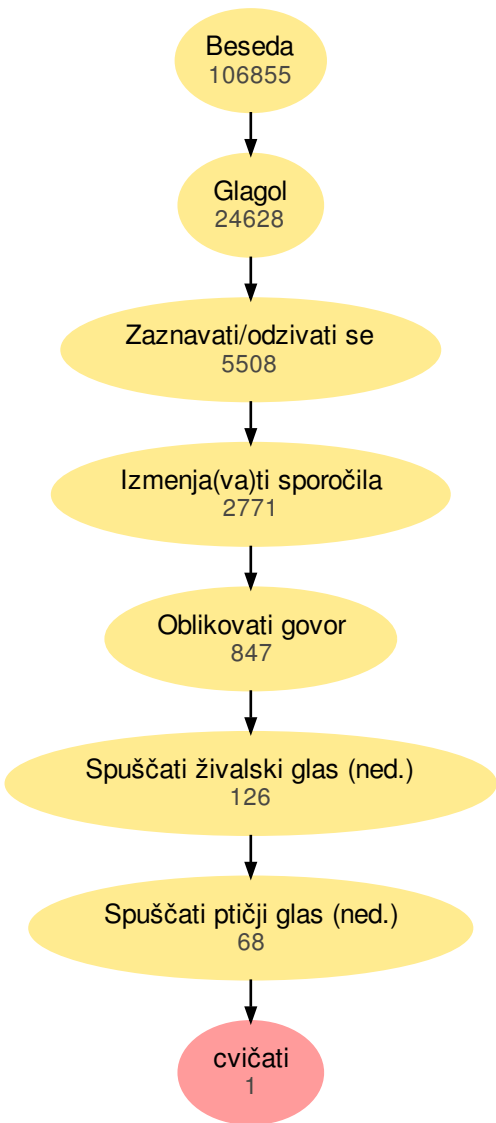 Beseda
106855
Glagol
24628
Zaznavati/odzivati se
5508
Izmenja(va)ti sporočila
2771
Oblikovati govor
847
Spuščati živalski glas (ned.)
126
Spuščati ptičji glas (ned.)
68
cvičati
1